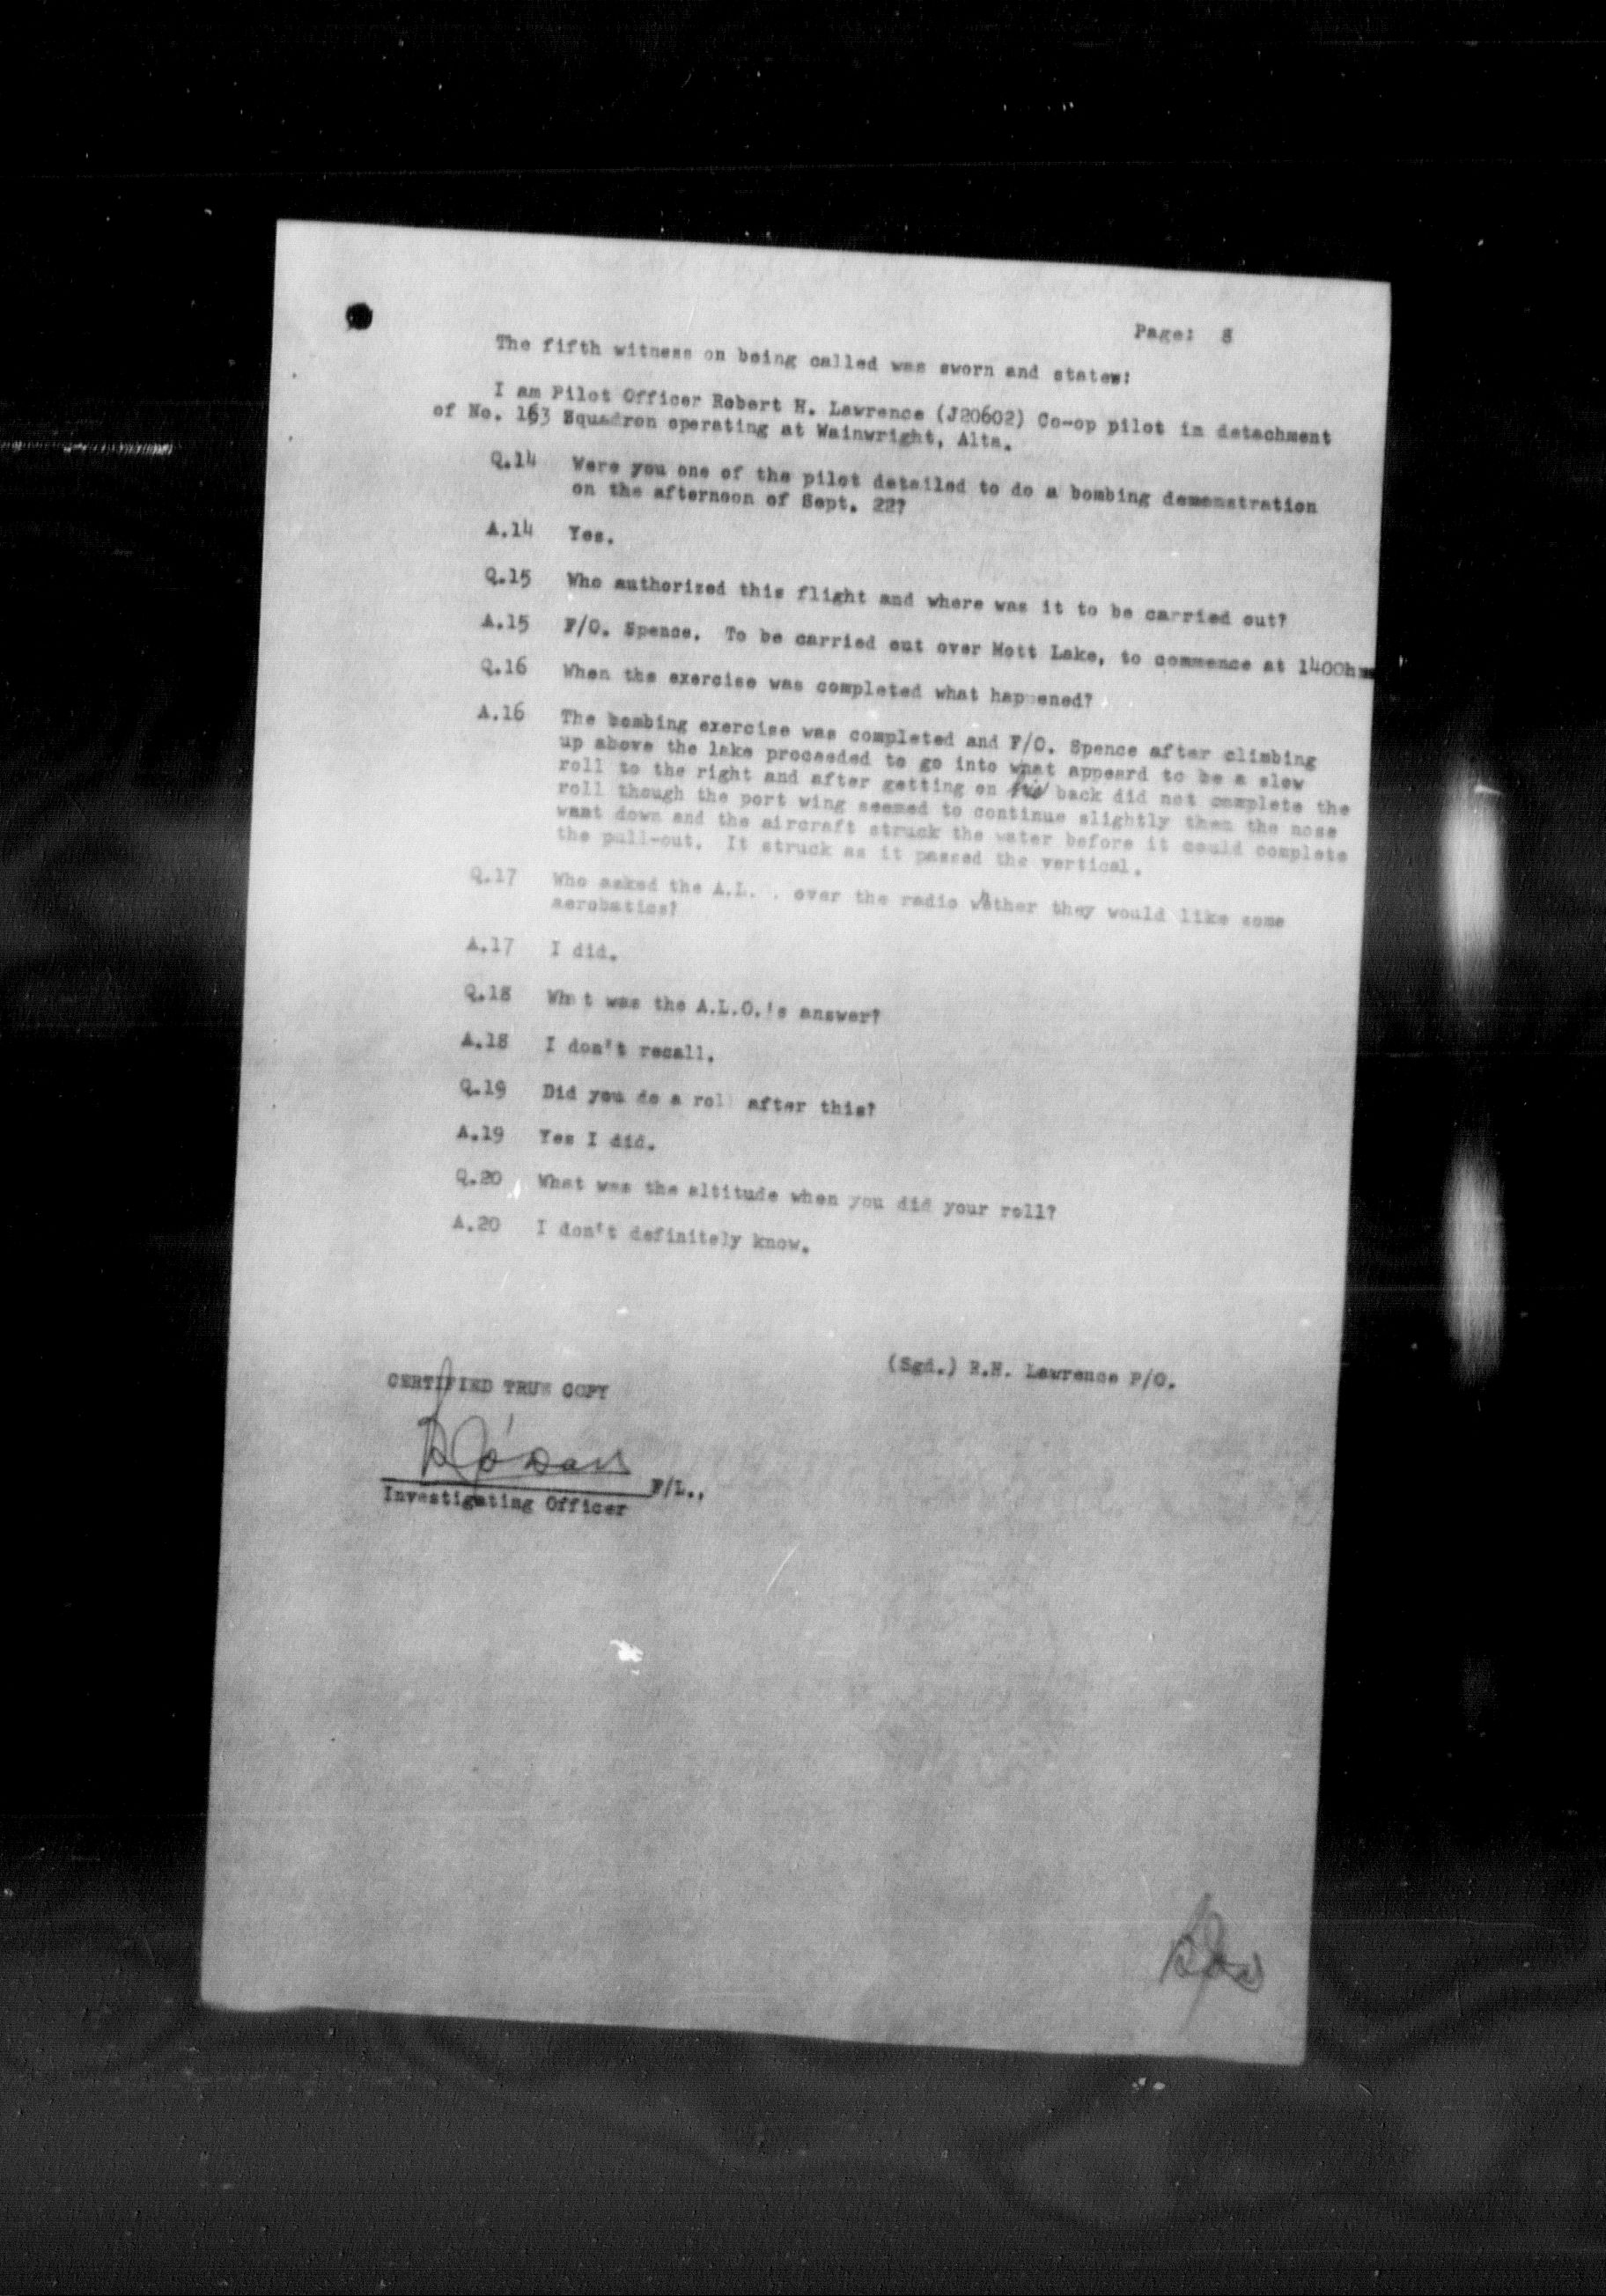 Page: 8
The fifth witness on being called was sworn and states:
I am Pilot Officer Robert H. Lawrence (J20602) Co-op pilot in detachment
of No. 163 Squadron operating at Wainwright, Alta.
Q.14 Were you one of the pilot detailed to do a bombing demonstration
on the afternoon of Sept. 22?
A.14 Yes.
Q.15 Who authorized this flight and where was it to be carried out?
A.15 F/O. Spence. To be carried out over Mott Lake, to commence at 1400h
Q.16 When the exercise was completed what hap ened?
A.16 The bombing exercise was completed and F/O. Spence after climbing
up above the lake proceeded to go into what appeard to be a slow
roll to the right and after getting on his back did not complete the
roll though the port wing seemed to continue slightly then the nose
want down and the aircraft struck the water before it could complete
the pull-out. It struck as it passed the vertical.
Q.17 Who asked the A.L. . over the radio whether they would like some
aerobatics?
A.17 I did.
Q.18 What was the A.L.O.'s answer?
A.18 I don't recall.
Q.19 Did you do a rol after this?
A.19 Yes I did.
Q.20 What was the altitude when you did your roll?
A.20 I don't definitely know.
(Sgd.) R.H. Lawrence P/O.
CERTIFIED TRUE COPY
F/L.,
Investigating Officer